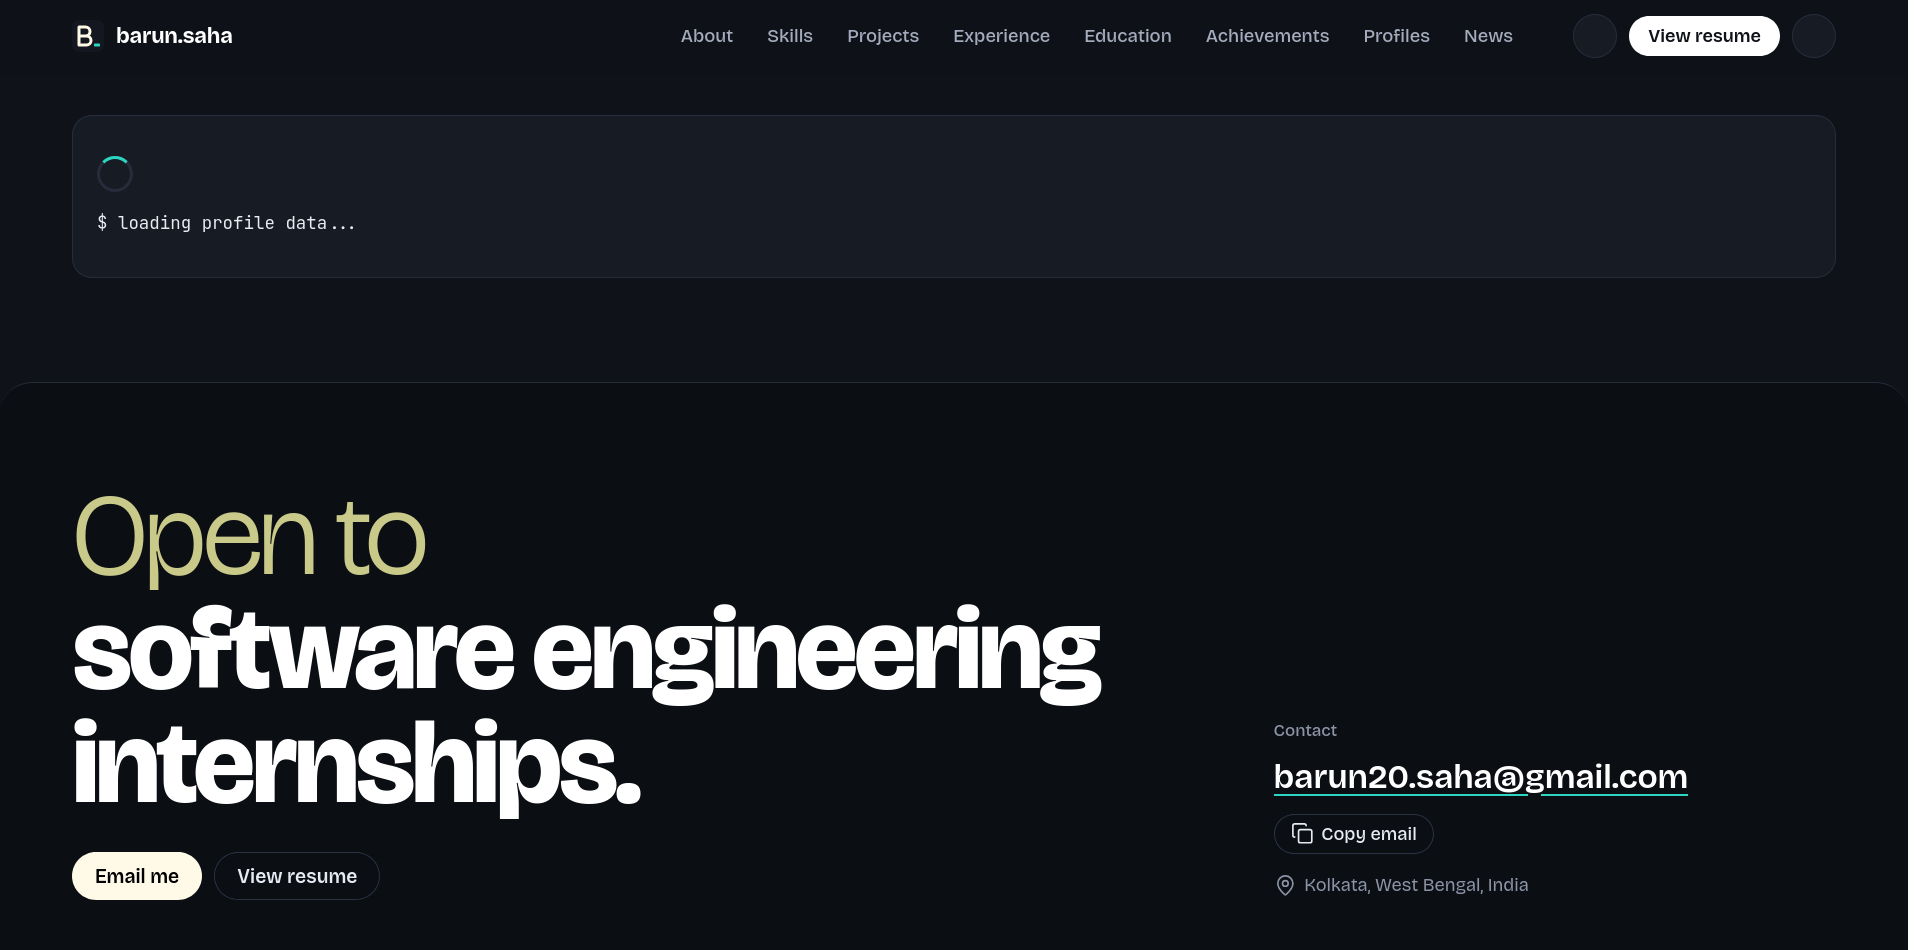 B_ barun.saha
About Skills Projects Experience Education Achievements Profiles News View resume
$ loading profile data...
Open to
software engineering
internships.
Email me View resume
Contact
barun20.saha@gmail.com
Copy email
Kolkata, West Bengal, India